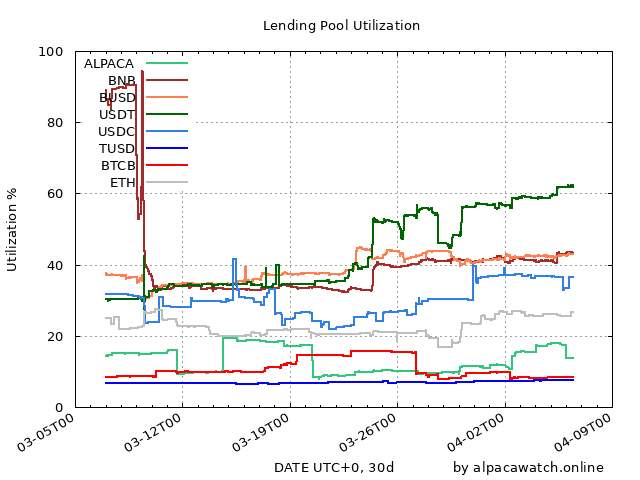 Lending Pool Utilization
Utilization %
100
80
60
40
20
0
ALPACA
BNB
BUSD
USDT
USDC
TUSD
BTCB
ETH
03-05T00
03-12T00
03-19T00
03-26T00
04-02T00
04-09T00
DATE UTC+0, 30d
by alpacawatch.online